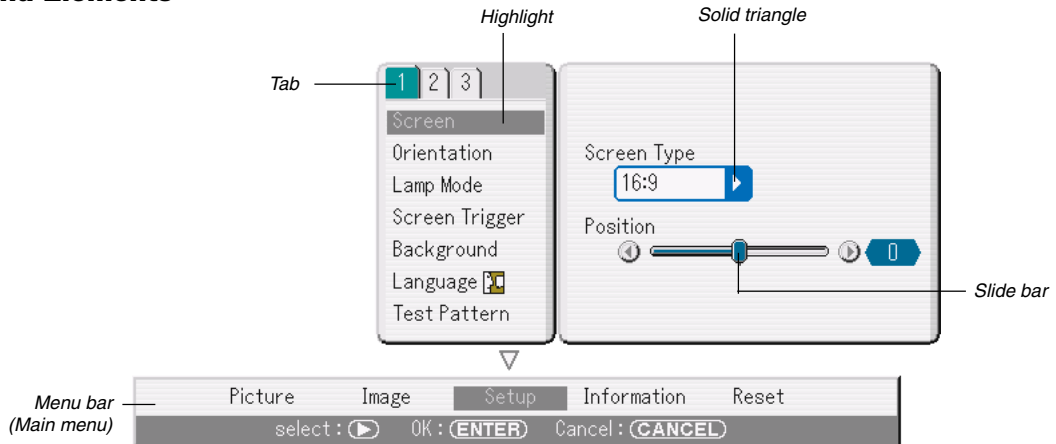 Highlight
Solid triangle
Tab
1 2 3
Screen
Orientation
Lamp Mode
Screen Trigger
Background
Language
Test Pattern
Screen Type
16:9
Position
0
Slide bar
Menu bar
(Main menu)
Picture Image Setup Information Reset
select: OK: ENTER Cancel: CANCEL